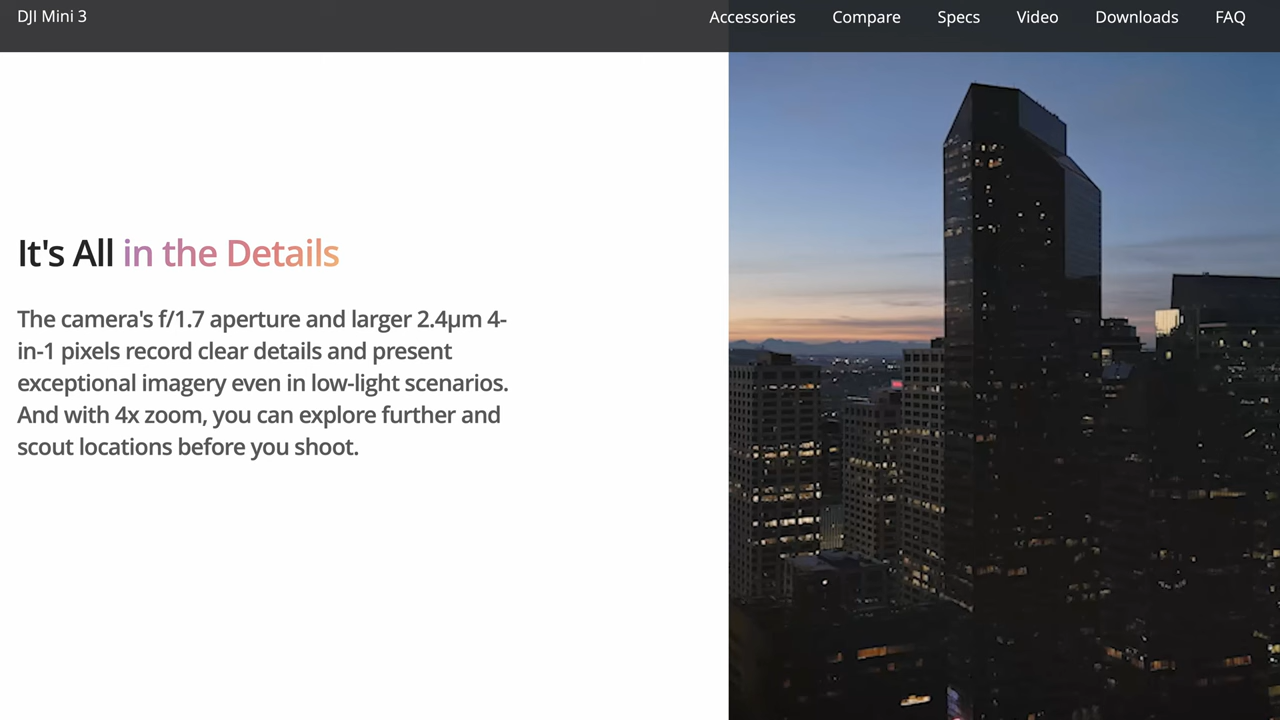 DJI Mini 3
Accessories Compare Specs Video Downloads FAQ
It's All in the Details
The camera's f/1.7 aperture and larger 2.4μm 4-
in-1 pixels record clear details and present
exceptional imagery even in low-light scenarios.
And with 4x zoom, you can explore further and
scout locations before you shoot.